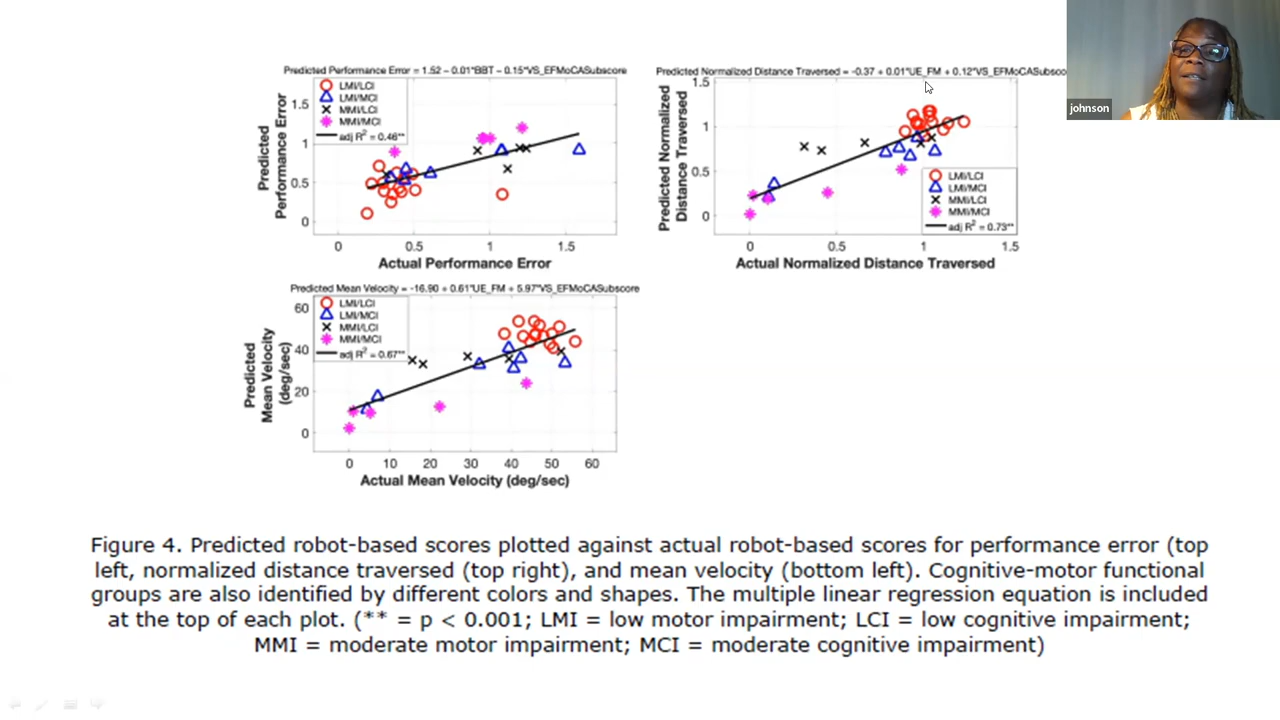 Predicted Performance Error = 1.52 − 0.01*BBT − 0.15*VS_EFMoCASubscore
LMI/LCI
LMI/MCI
MMI/LCI
MMI/MCI
adj R² = 0.46**
Predicted
Performance Error
1.5
1
0.5
0
0
0.5
1
1.5
Actual Performance Error
Predicted Normalized Distance Traversed = -0.37 + 0.01*UE_FM + 0.12*VS_EFMoCASubsco
1.5
1
0.5
0
Predicted Normalized
Distance Traversed
LMI/LCI
LMI/MCI
MMI/LCI
MMI/MCI
adj R² = 0.73**
0
0.5
1
1.5
Actual Normalized Distance Traversed
johnson
Predicted Mean Velocity = -16.90 + 0.61*UE_FM + 5.97*VS_EFMoCASubscore
LMI/LCI
LMI/MCI
MMI/LCI
MMI/MCI
adj R² = 0.67**
Predicted
Mean Velocity
(deg/sec)
60
40
20
0
0
10
20
30
40
50
60
Actual Mean Velocity (deg/sec)
Figure 4. Predicted robot-based scores plotted against actual robot-based scores for performance error (top
left, normalized distance traversed (top right), and mean velocity (bottom left). Cognitive-motor functional
groups are also identified by different colors and shapes. The multiple linear regression equation is included
at the top of each plot. (** = p < 0.001; LMI = low motor impairment; LCI = low cognitive impairment;
MMI = moderate motor impairment; MCI = moderate cognitive impairment)